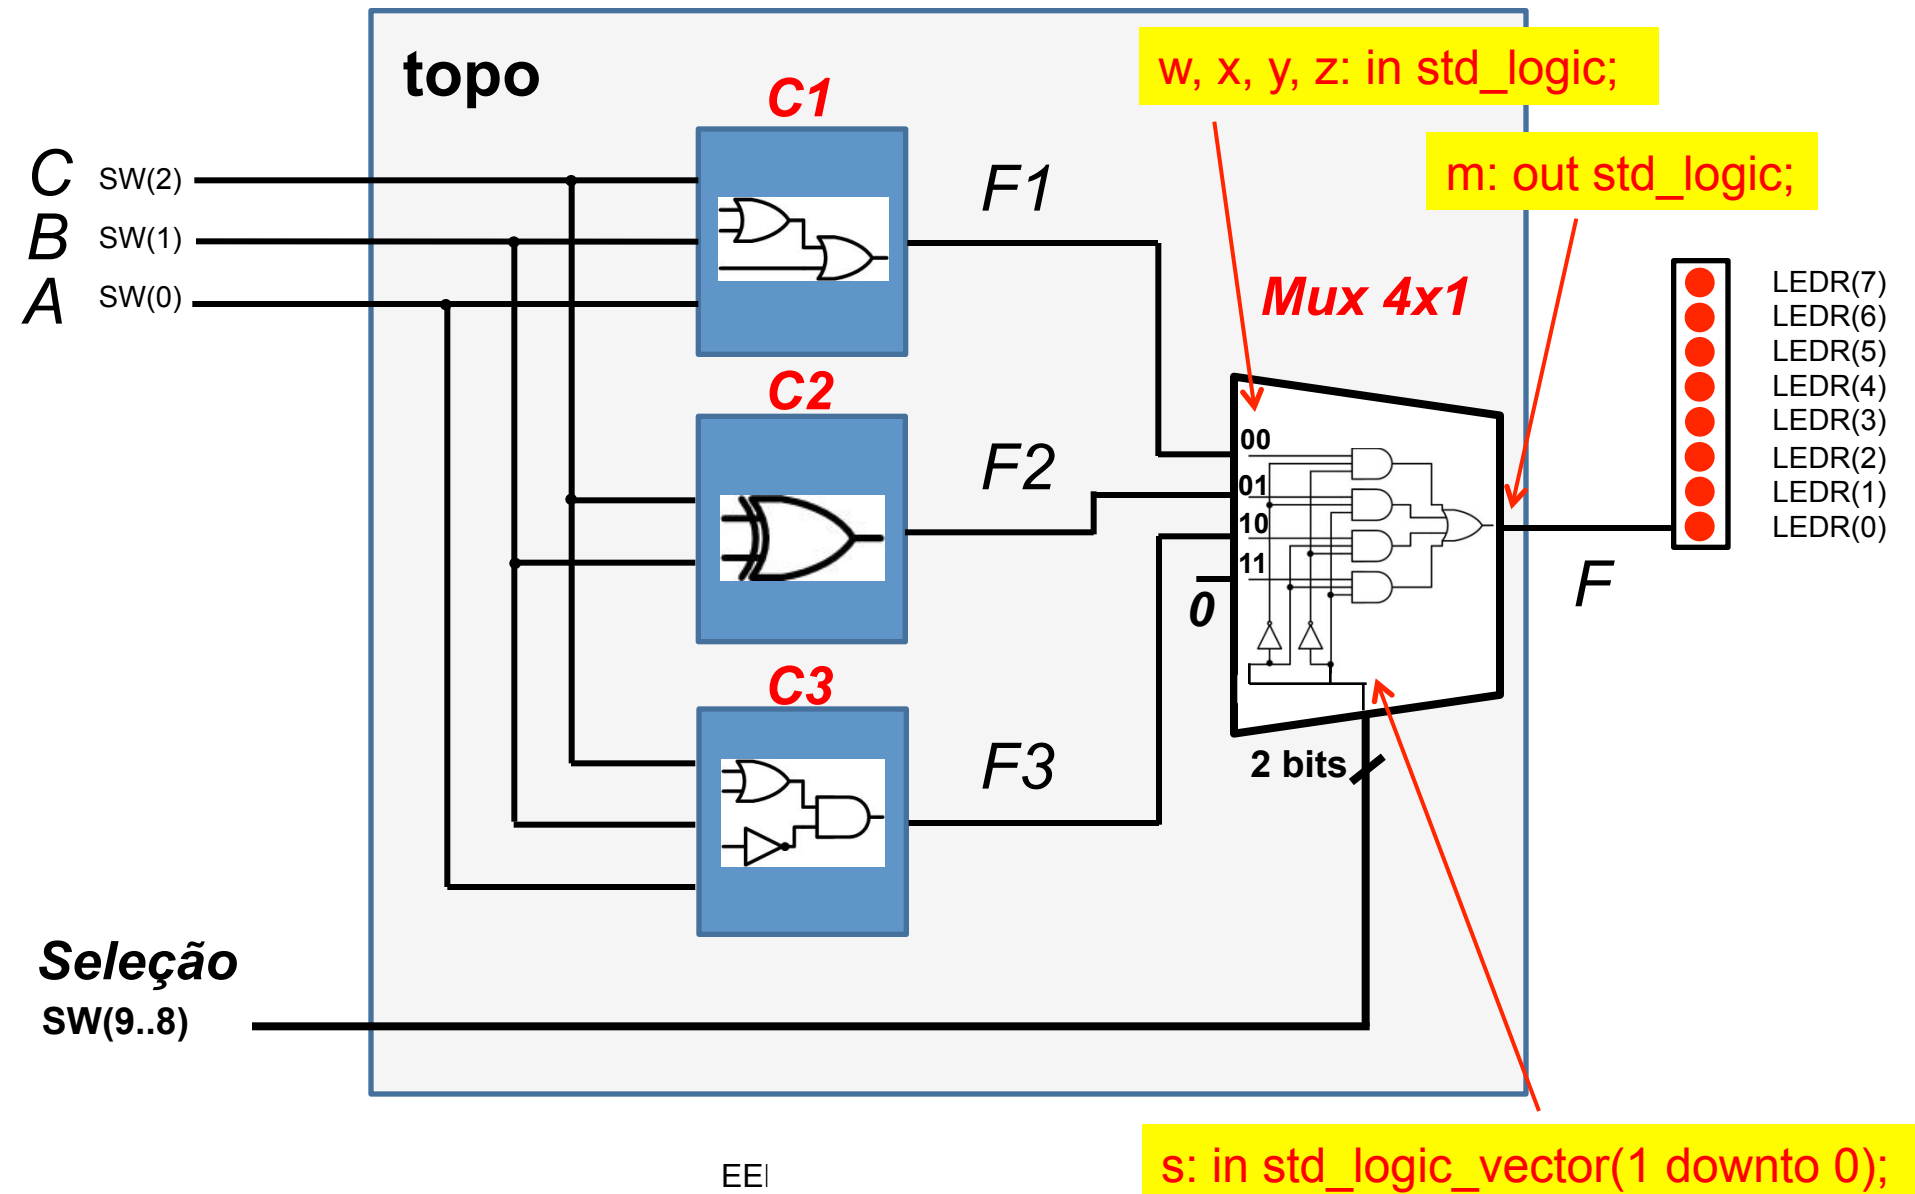 topo
w, x, y, z: in std_logic;
C1
m: out std_logic;
C SW(2)
F1
B SW(1)
A SW(0)
Mux 4x1
LEDR(7)
LEDR(6)
LEDR(5)
LEDR(4)
LEDR(3)
LEDR(2)
LEDR(1)
LEDR(0)
C2
F2
00
01
10
11
0
F
C3
F3
2 bits
Seleção
SW(9..8)
s: in std_logic_vector(1 downto 0);